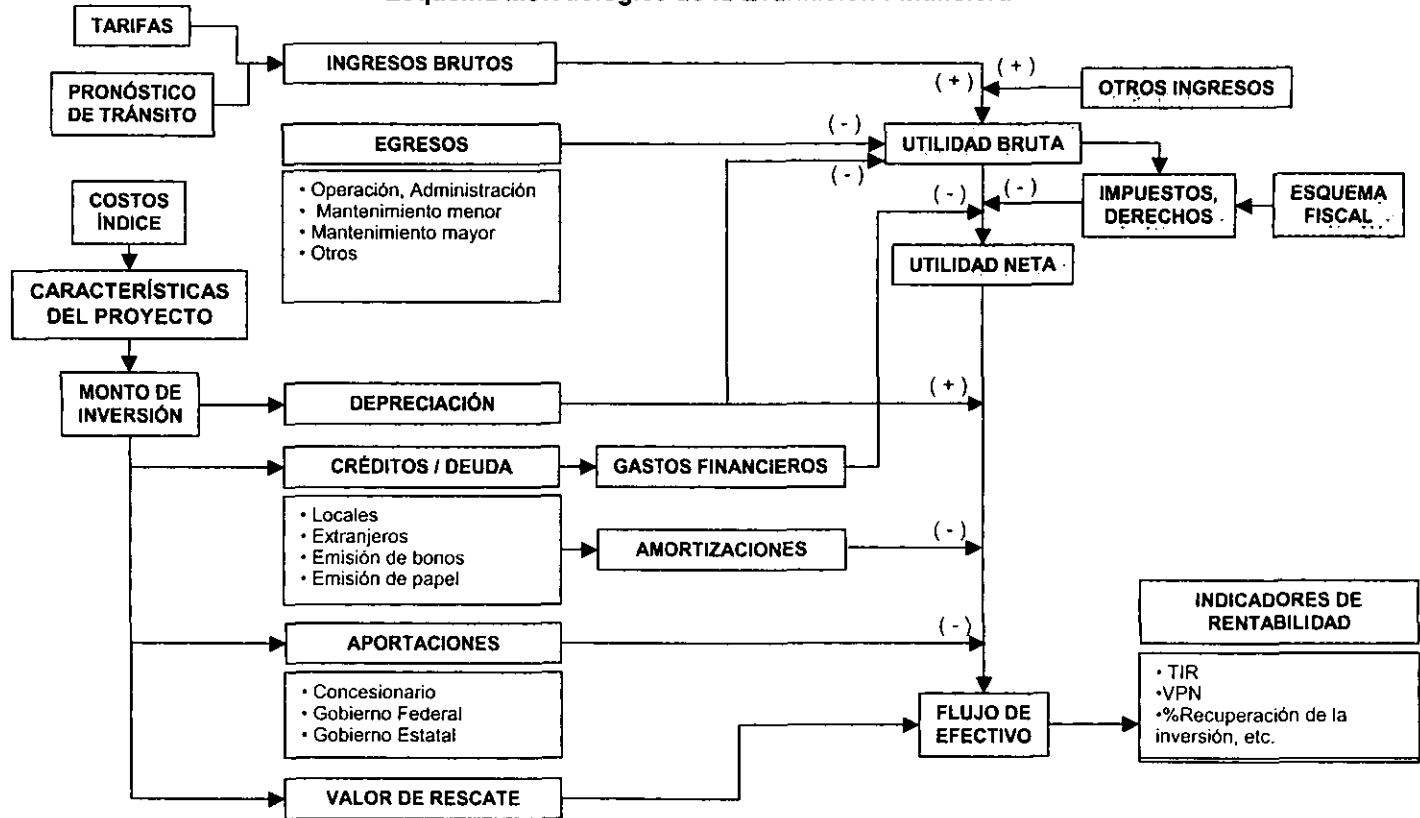 TARIFAS
INGRESOS BRUTOS
PRONÓSTICO
DE TRÁNSITO
( + )
( + )
OTROS INGRESOS
EGRESOS
• Operación, Administración
• Mantenimiento menor
• Mantenimiento mayor
• Otros
( - )
( - )
UTILIDAD BRUTA
COSTOS
ÍNDICE
( - )
( - )
IMPUESTOS,
DERECHOS
ESQUEMA
FISCAL
UTILIDAD NETA
CARACTERÍSTICAS
DEL PROYECTO
MONTO DE
INVERSIÓN
DEPRECIACIÓN
( + )
CRÉDITOS / DEUDA
GASTOS FINANCIEROS
• Locales
• Extranjeros
• Emisión de bonos
• Emisión de papel
AMORTIZACIONES
( - )
APORTACIONES
( - )
• Concesionario
• Gobierno Federal
• Gobierno Estatal
INDICADORES DE
RENTABILIDAD
• TIR
•VPN
•%Recuperación de la
inversión, etc.
FLUJO DE
EFECTIVO
VALOR DE RESCATE